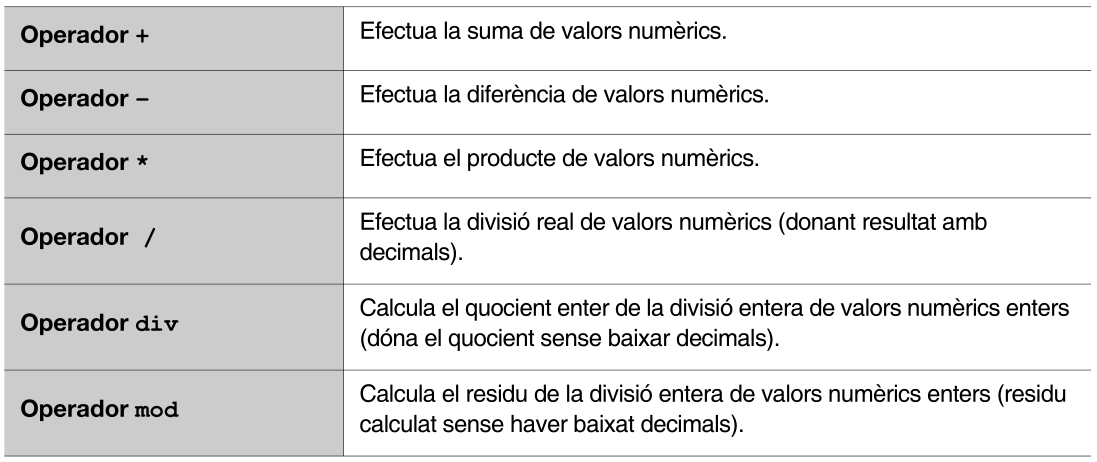 Operador + Efectua la suma de valors numèrics.
Operador – Efectua la diferència de valors numèrics.
Operador * Efectua el producte de valors numèrics.
Operador / Efectua la divisió real de valors numèrics (donant resultat amb
decimals).
Operador div Calcula el quocient enter de la divisió entera de valors numèrics enters
(dóna el quocient sense baixar decimals).
Operador mod Calcula el residu de la divisió entera de valors numèrics enters (residu
calculat sense haver baixat decimals).